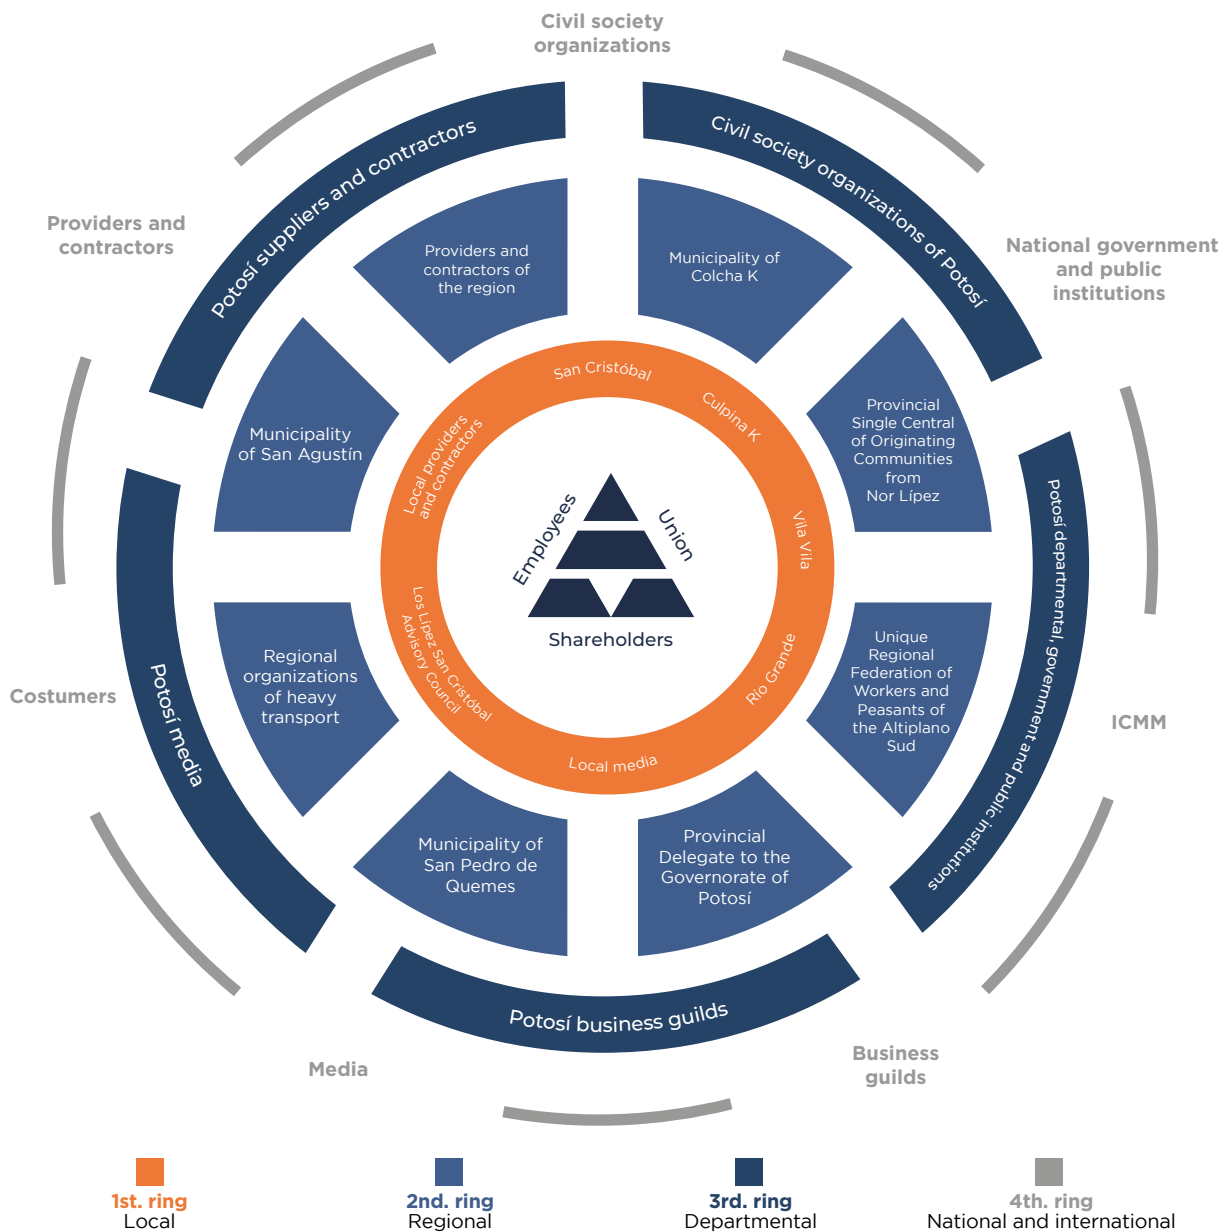 Civil society
organizations
Providers and
contractors
National government
and public
institutions
Costumers
ICMM
Media
Business
guilds
Potosí suppliers and contractors
Civil society organizations of Potosí
Potosí departmental, government and public institutions
Potosí business guilds
Potosí media
Providers and
contractors of
the region
Municipality of
Colcha K
Provincial
Single Central
of Originating
Communities
from
Nor Lípez
Unique
Regional
Federation of
Workers and
Peasants of
the Altiplano
Sud
Provincial
Delegate to the
Governorate of
Potosí
Municipality of
San Pedro de
Quemes
Regional
organizations
of heavy
transport
Municipality
of San Agustín
San Cristóbal
Culpina K
Vila Vila
Río Grande
Local media
Los Lípez San Cristóbal
Advisory Council
Local providers
and contractors
Employees
Union
Shareholders
1st. ring
Local
2nd. ring
Regional
3rd. ring
Departmental
4th. ring
National and international